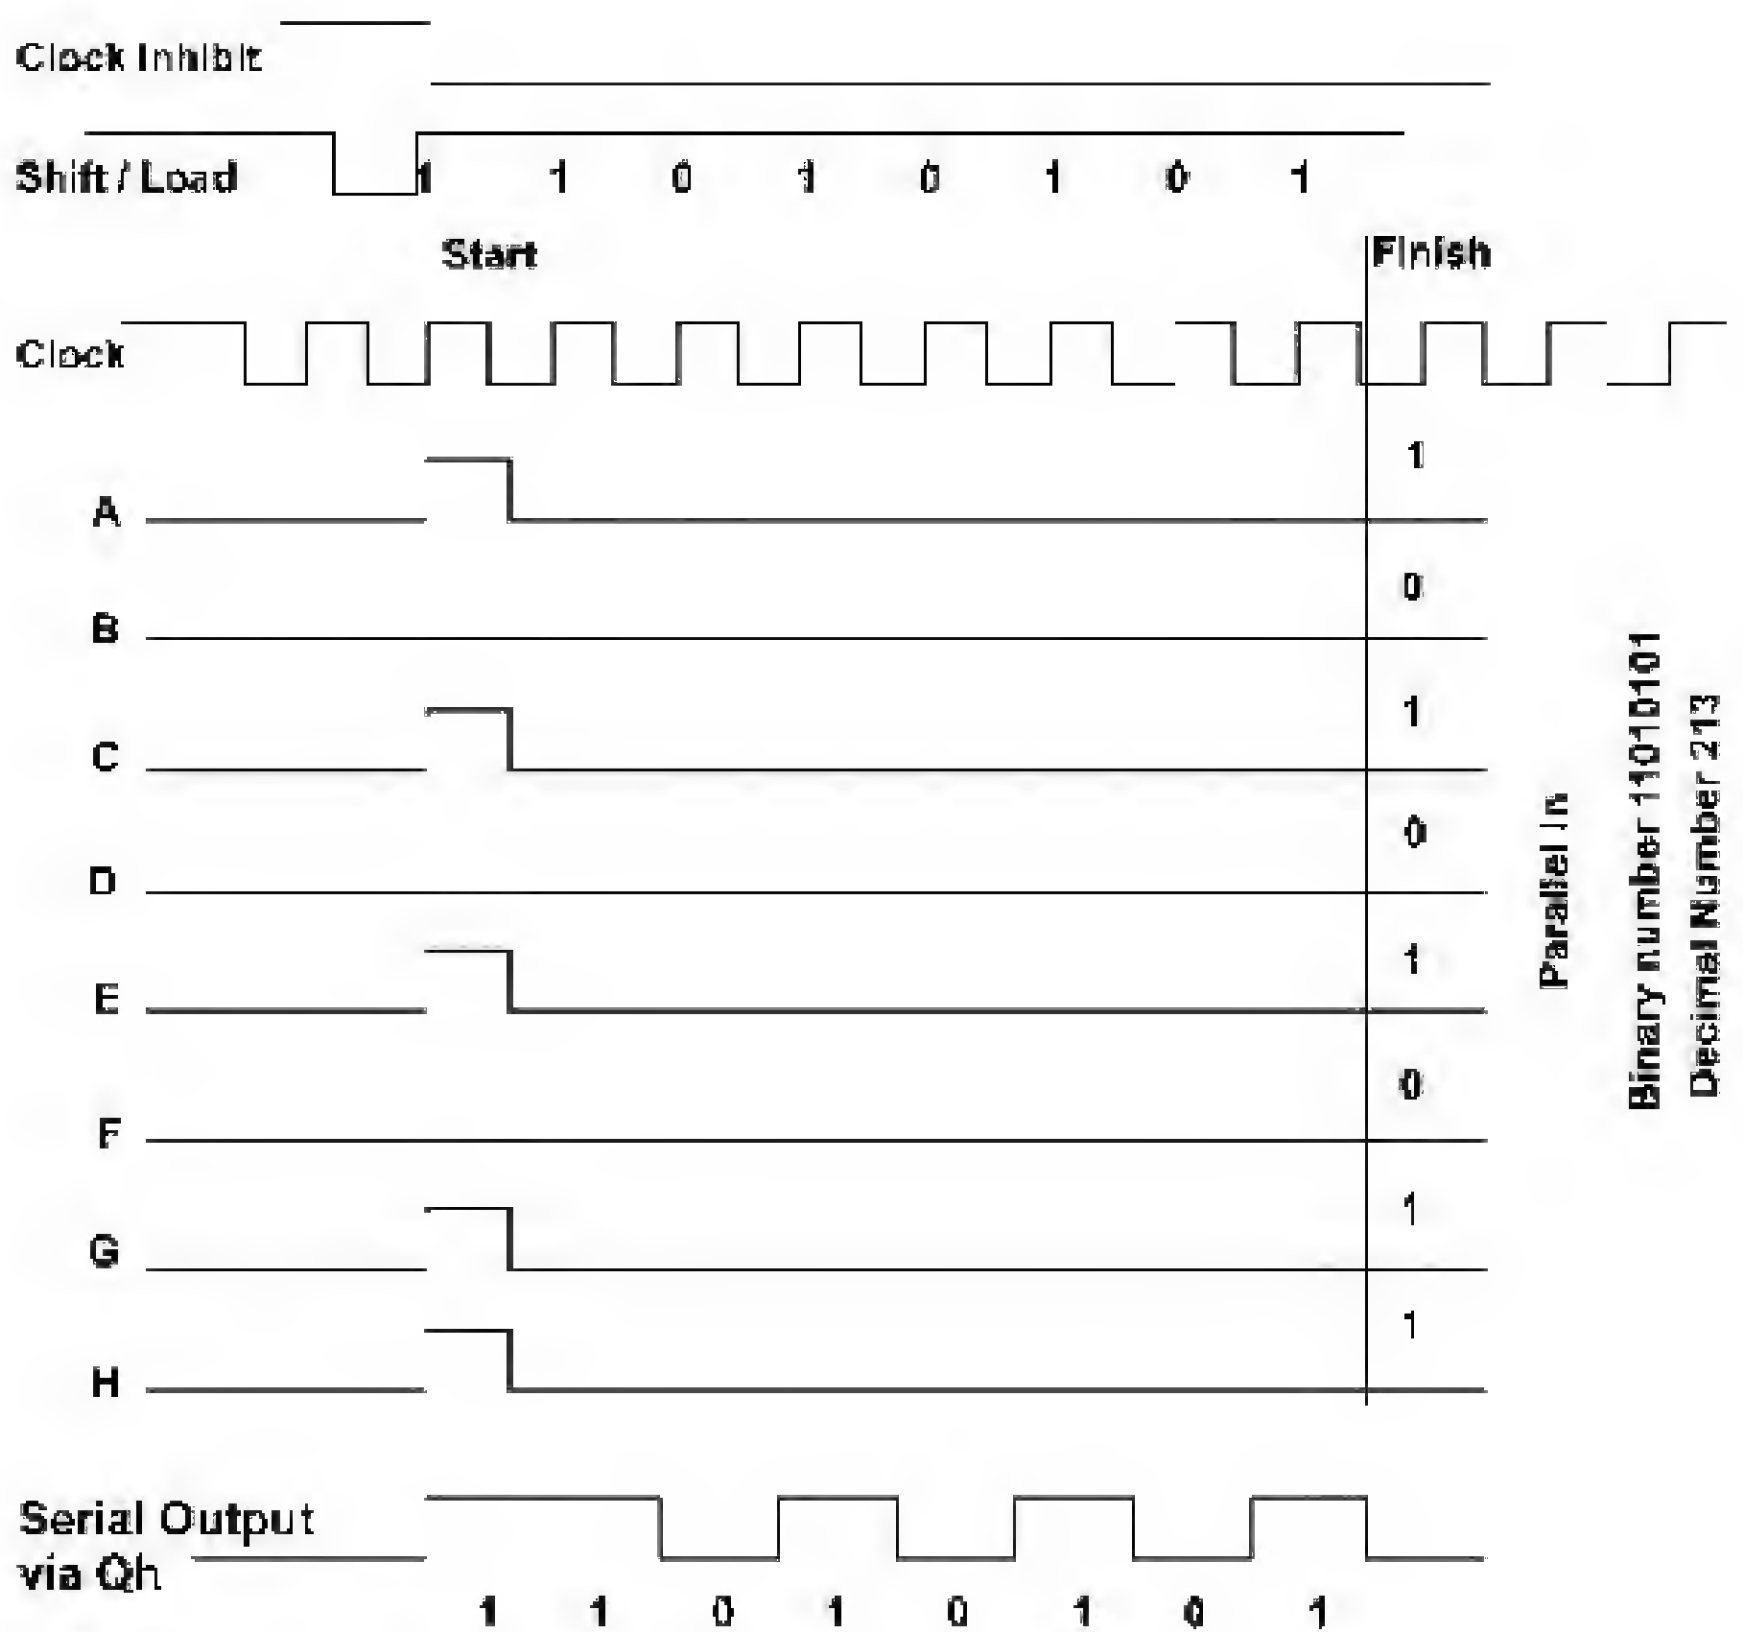 Clock Inhibit
Shift / Load 1 1 0 1 0 1 0 1
Start Finish
Clock
1
A
0
B
1
C
0
D
1
E
0
F
1
G
1
H
Parallel In
Binary number 11010101
Decimal Number 213
Serial Output
via Qh
1 1 0 1 0 1 0 1